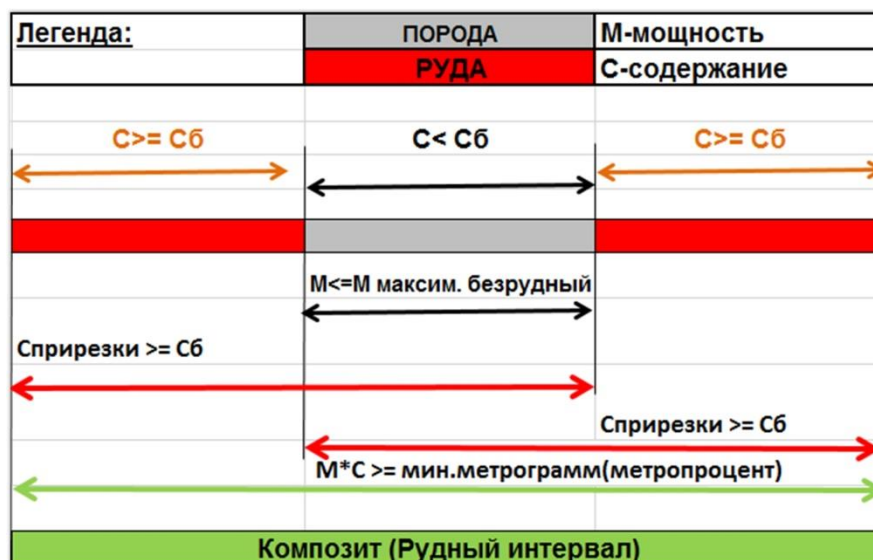 Легенда:
ПОРОДА
М-мощность
РУДА
С-содержание
С>= Сб
С< Сб
С>= Сб
М<=М максим. безрудный
Сприрезки >= Сб
Сприрезки >= Сб
М*С >= мин.метрограмм(метропроцент)
Композит (Рудный интервал)